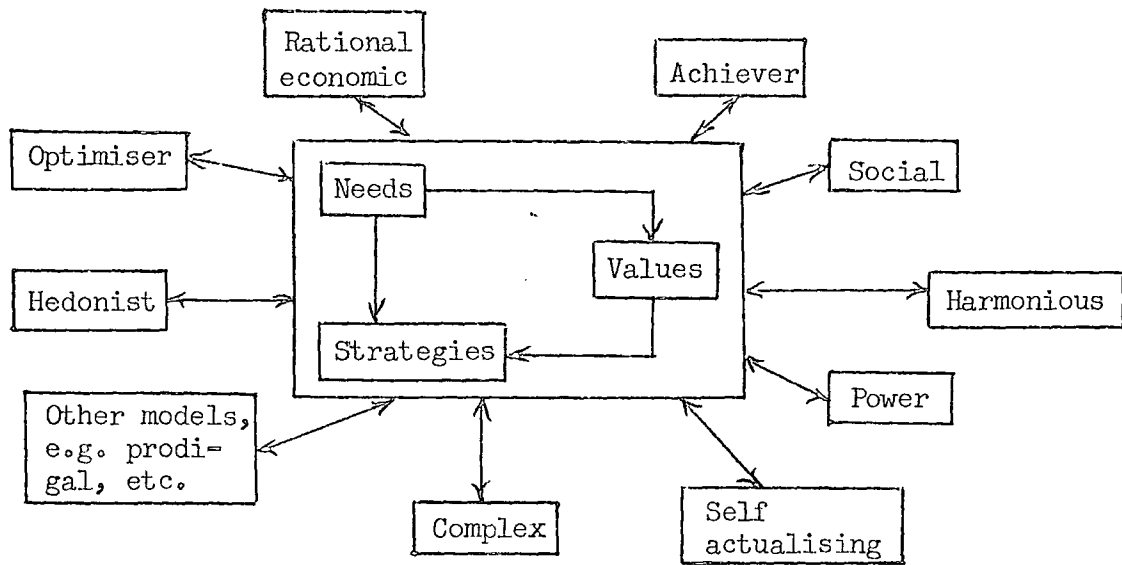 Rational
economic
Achiever
Optimiser
Needs
Social
Values
Hedonist
Harmonious
Strategies
Other models,
e.g. prodi-
gal, etc.
Power
Complex
Self
actualising